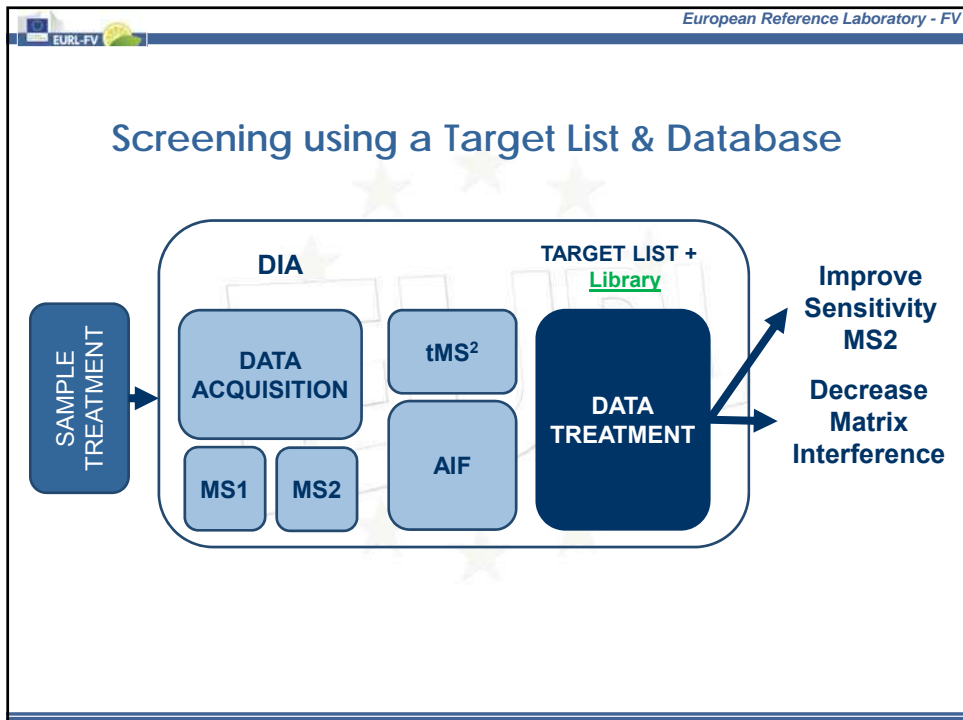 European Reference Laboratory - FV
EURL-FV
Screening using a Target List & Database
SAMPLE
TREATMENT
DIA
DATA
ACQUISITION
MS1
MS2
tMS²
AIF
TARGET LIST +
Library
DATA
TREATMENT
Improve
Sensitivity
MS2
Decrease
Matrix
Interference